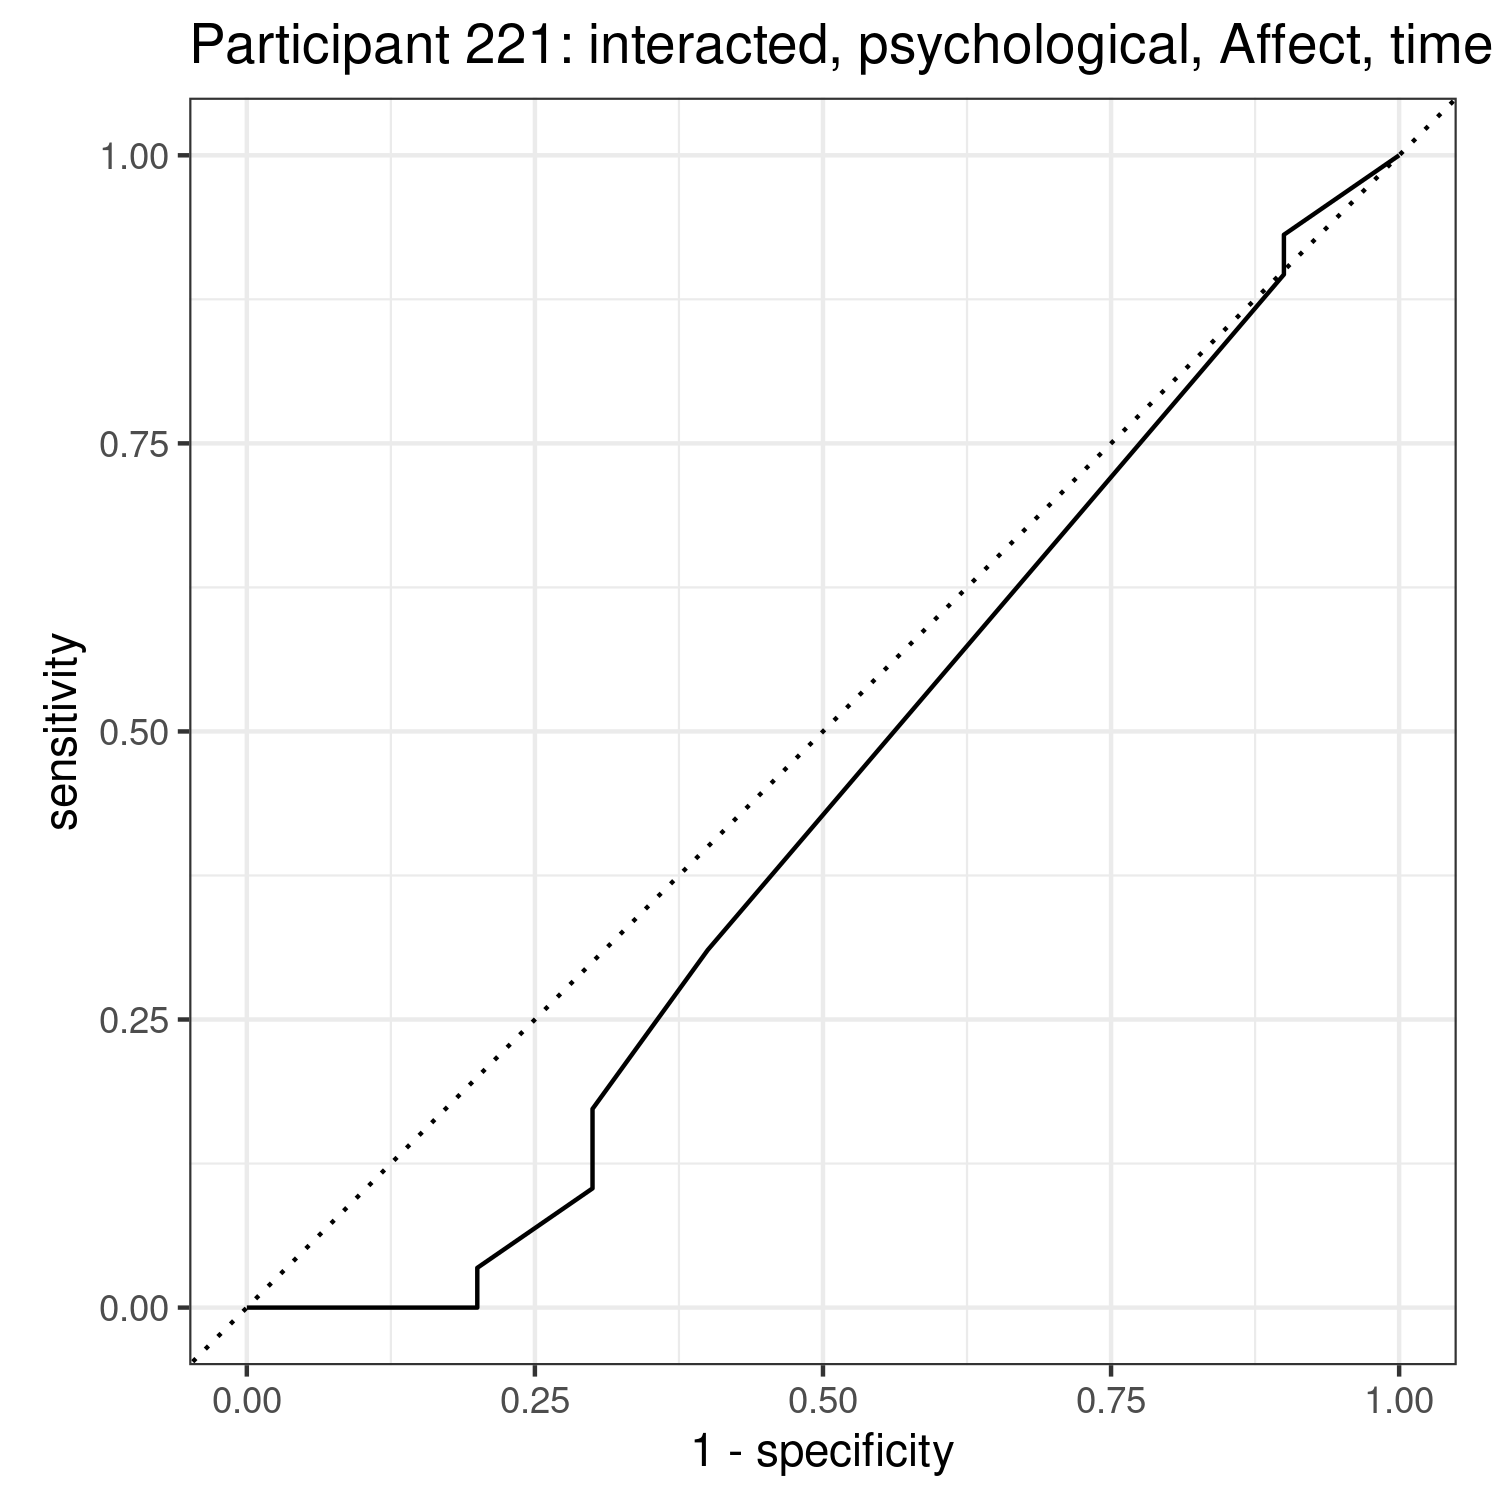 Participant 221: interacted, psychological, Affect, time
1.00
0.75
0.50
0.25
0.00
sensitivity
0.00 0.25 0.50 0.75 1.00
1 - specificity